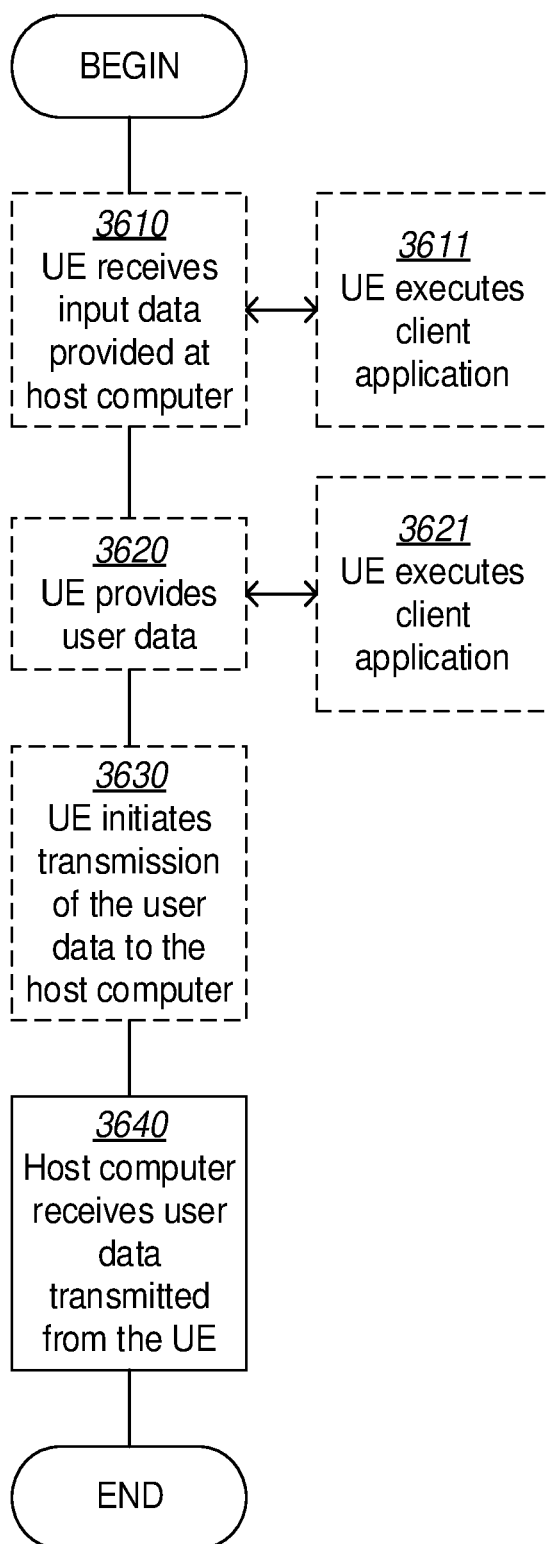 BEGIN
3610
UE receives
input data
provided at
host computer
3611
UE executes
client
application
3620
UE provides
user data
3621
UE executes
client
application
3630
UE initiates
transmission
of the user
data to the
host computer
3640
Host computer
receives user
data
transmitted
from the UE
END